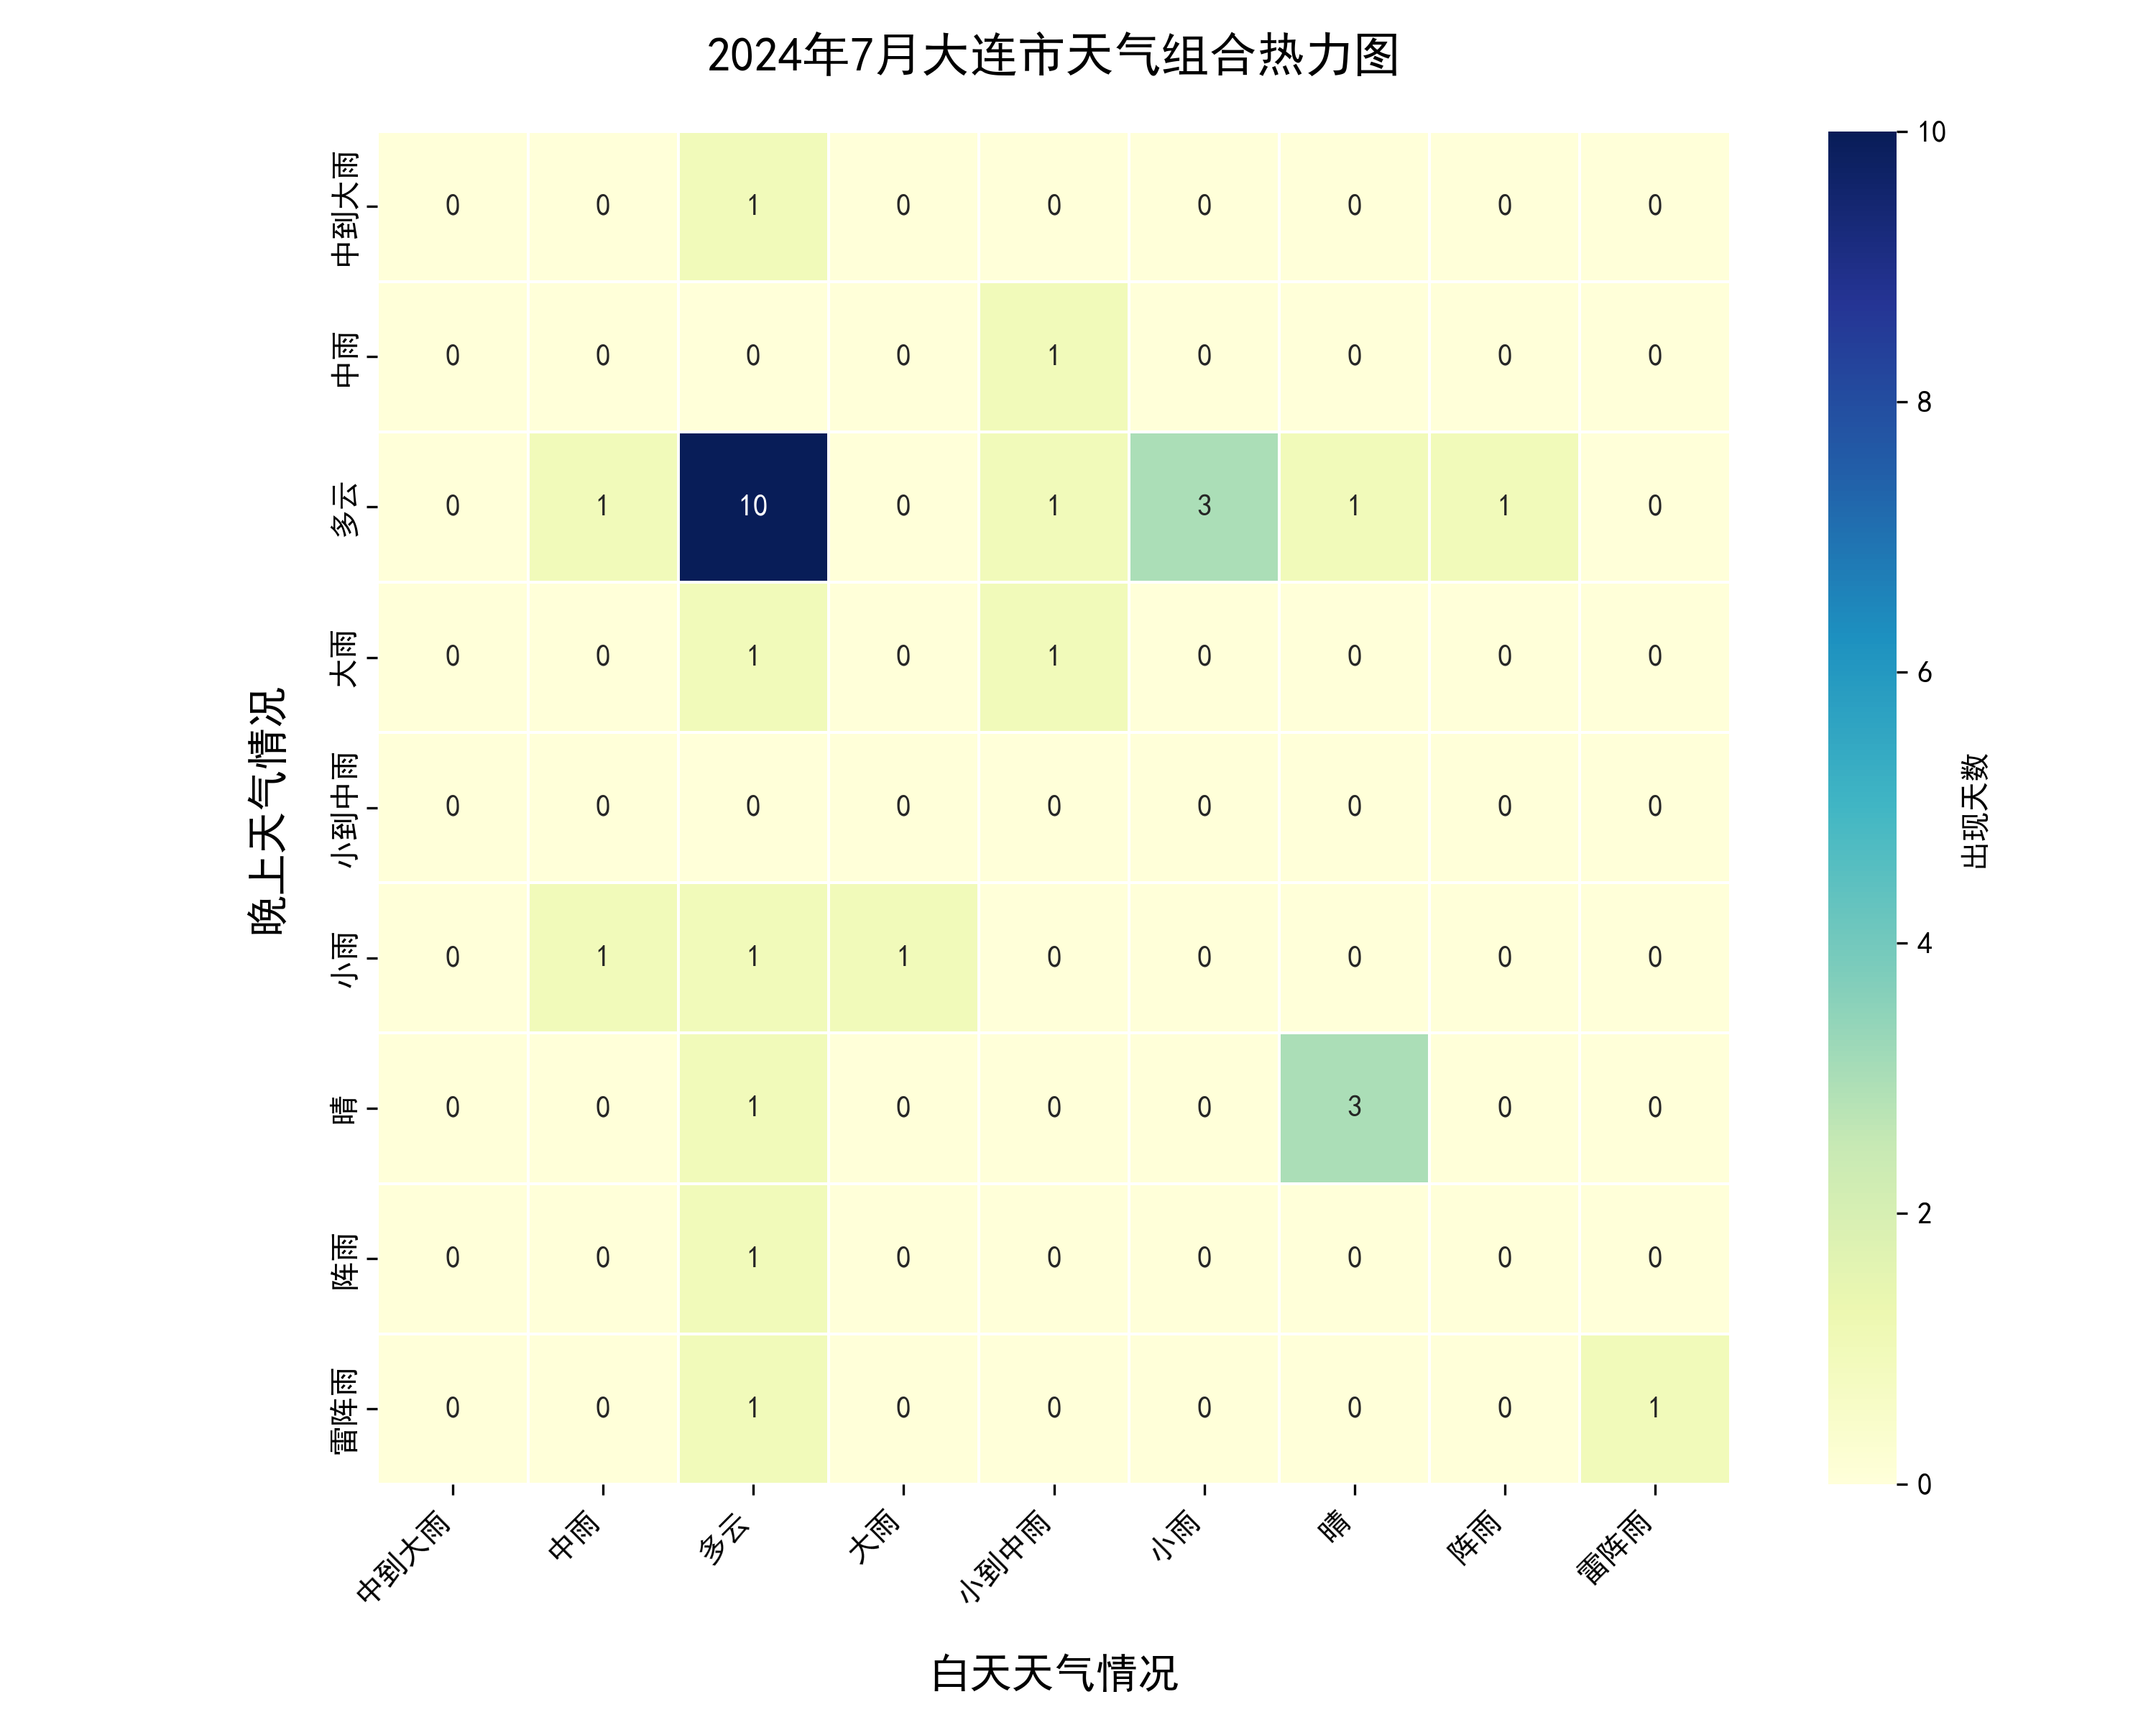 2024年7月大连市天气组合热力图
晚上天气情况
中到大雨 0 0 1 0 0 0 0 0 0
中雨 0 0 0 0 1 0 0 0 0
多云 0 1 10 0 1 3 1 1 0
大雨 0 0 1 0 1 0 0 0 0
小到中雨 0 0 0 0 0 0 0 0 0
小雨 0 1 1 1 0 0 0 0 0
晴 0 0 1 0 0 0 3 0 0
阵雨 0 0 1 0 0 0 0 0 0
雷阵雨 0 0 1 0 0 0 0 0 1
中到大雨 中雨 多云 大雨 小到中雨 小雨 晴 阵雨 雷阵雨
白天天气情况
10
8
6
4
2
0
出现天数